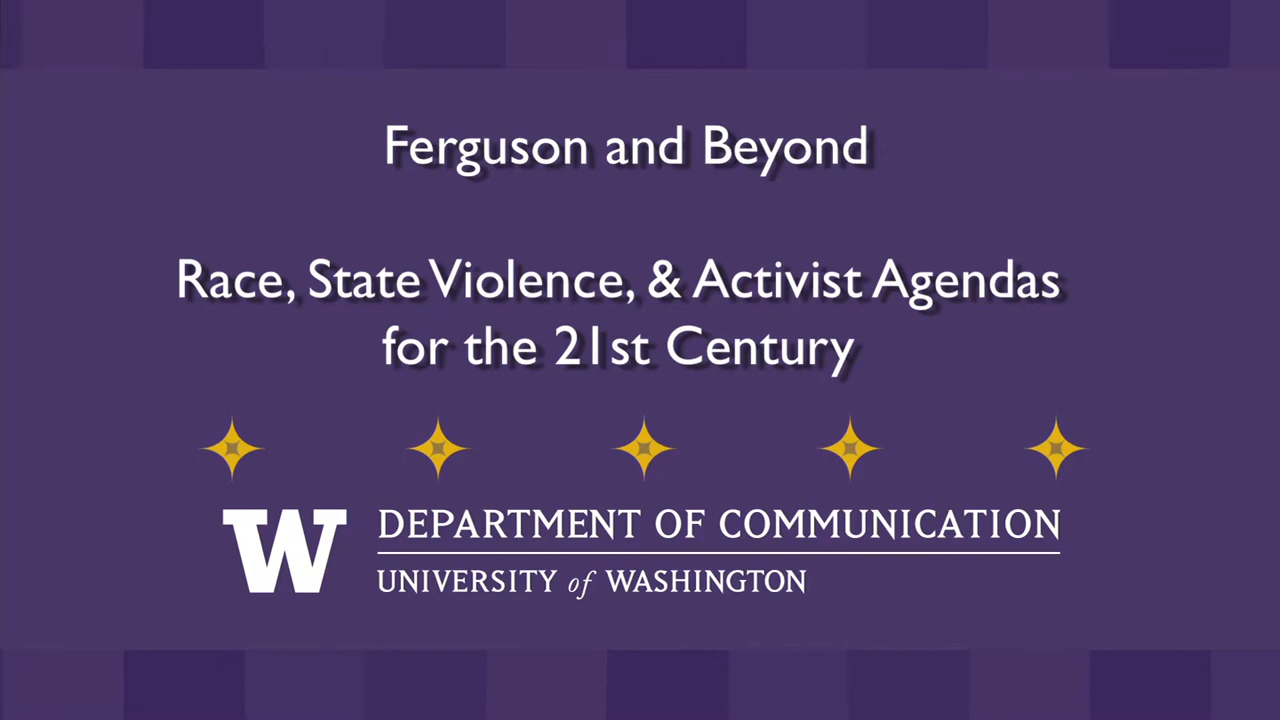 Ferguson and Beyond
Race, State Violence, & Activist Agendas
for the 21st Century
W
DEPARTMENT OF COMMUNICATION
UNIVERSITY of WASHINGTON